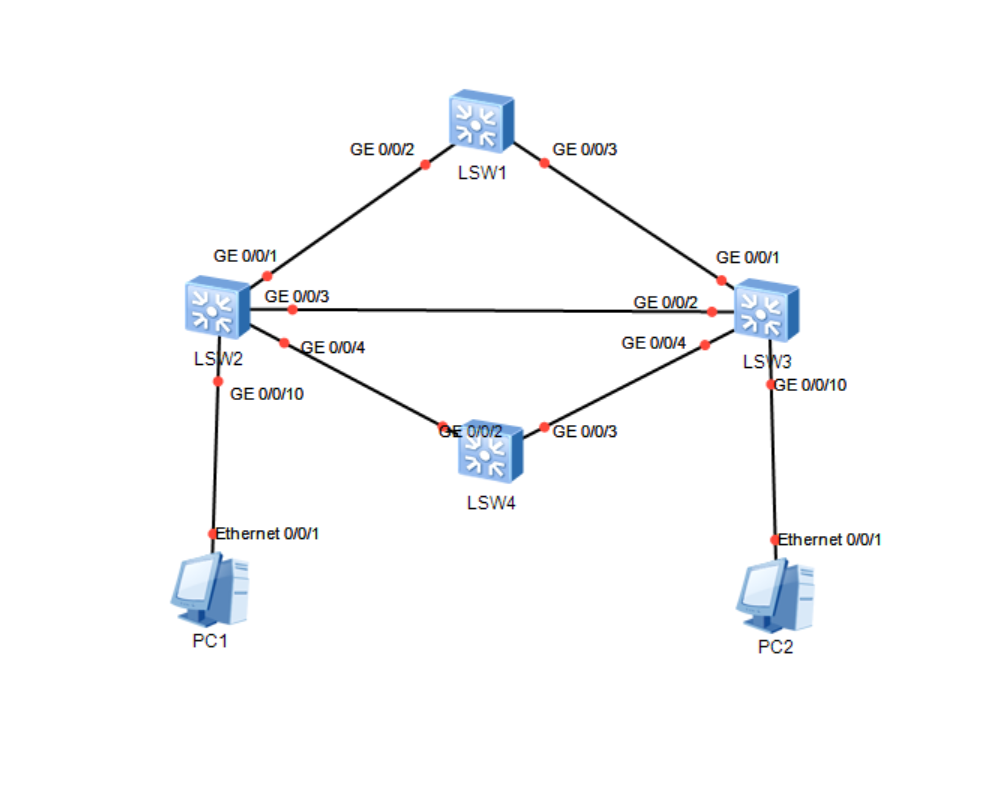 GE 0/0/2
GE 0/0/3
LSW1
GE 0/0/1
GE 0/0/1
GE 0/0/3
GE 0/0/2
GE 0/0/4
GE 0/0/4
LSW2
LSW3
GE 0/0/10
GE 0/0/10
GE 0/0/2
GE 0/0/3
LSW4
Ethernet 0/0/1
Ethernet 0/0/1
PC1
PC2